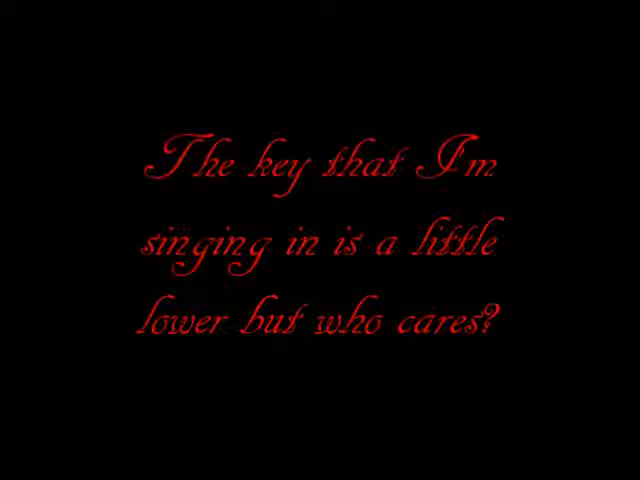 The key that I'm
singing in is a little
lower but who cares?